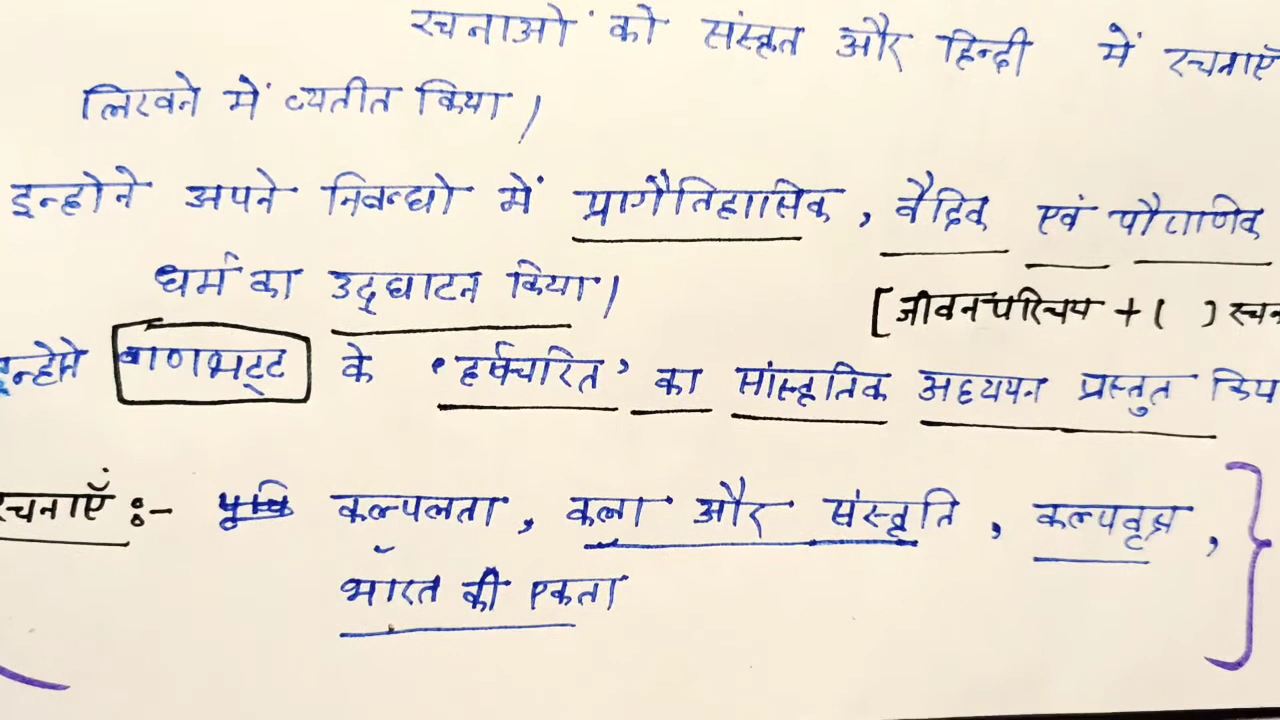 रचनाओं को संस्कृत और हिन्दी में रचनाएँ
लिखने में व्यतीत किया।
इन्होने अपने निबन्धो में प्रागैतिहासिक, वैदिक एवं पौराणिक
धर्म का उद्घाटन किया।
[जीवनपरिचय + ( ) रचन
इन्होने बाणभट्ट के 'हर्षचरित' का सांस्कृतिक अध्ययन प्रस्तुत किय
रचनाएँ :- कल्पलता, कला और संस्कृति, कल्पवृक्ष,
भारत की एकता